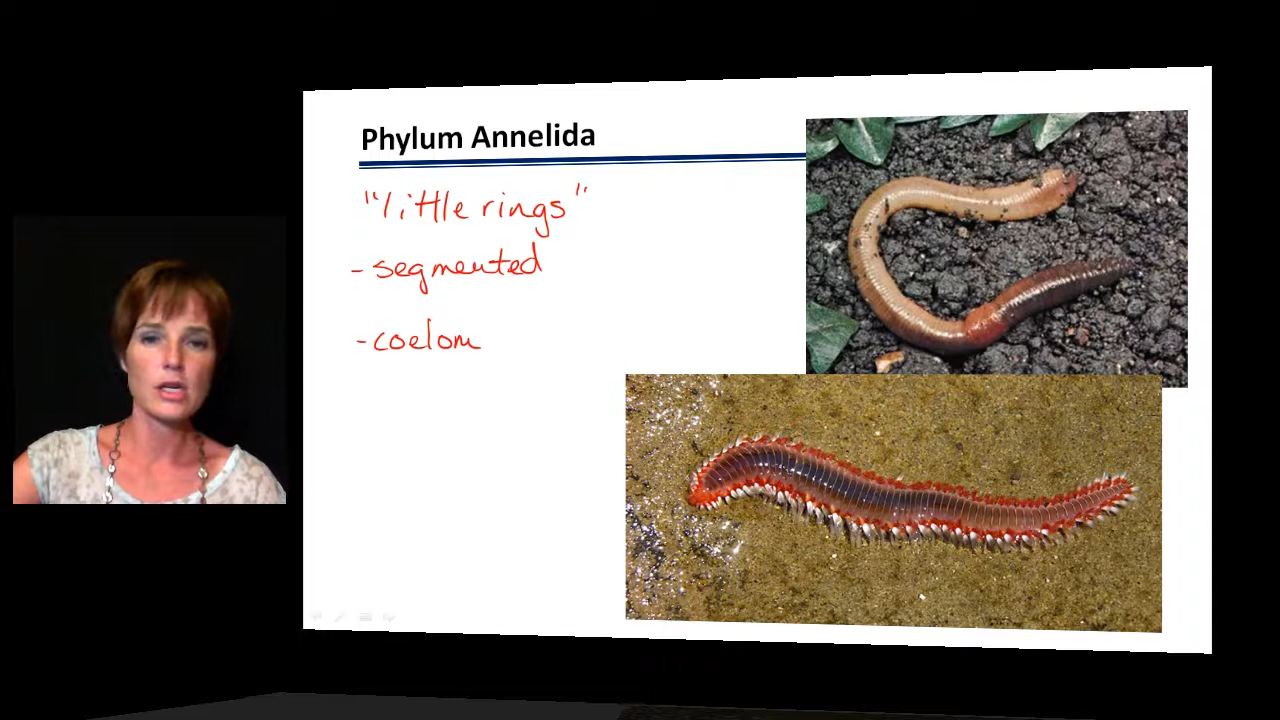 Phylum Annelida
"little rings"
- segmented
- coelom